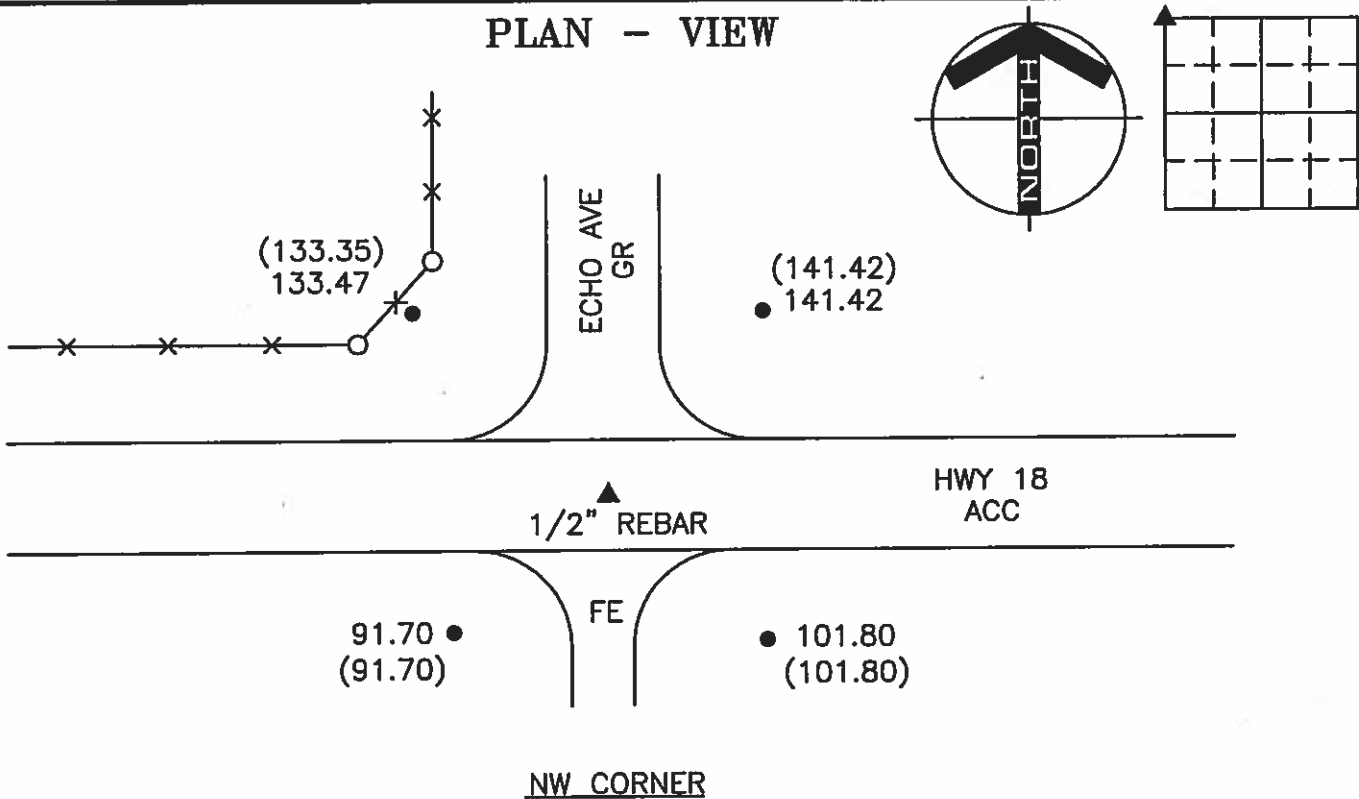 PLAN - VIEW
NORTH
(133.35)
133.47
ECHO AVE
GR
(141.42)
141.42
HWY 18
ACC
1/2" REBAR
FE
91.70
(91.70)
101.80
(101.80)
NW CORNER